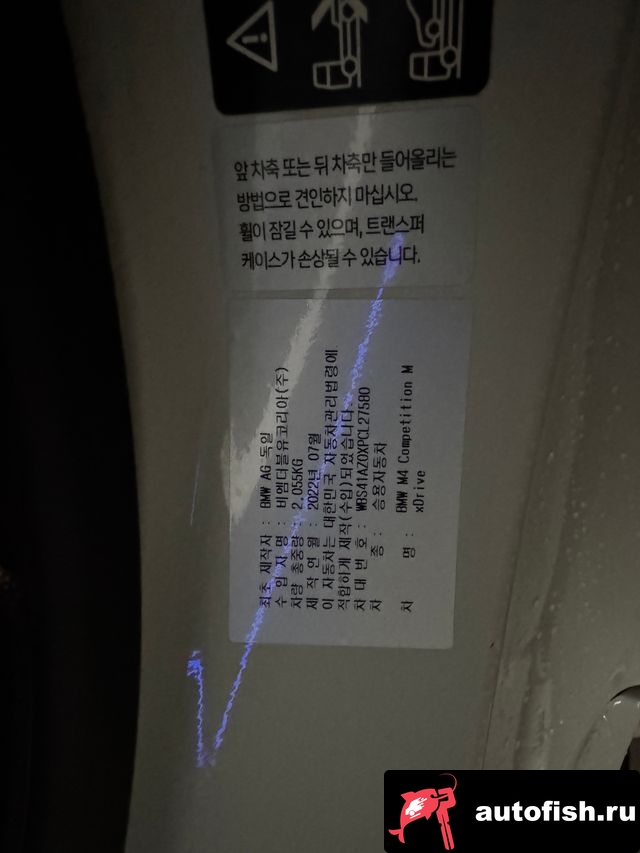 앞 차축 또는 뒤 차축만 들어올리는
방법으로 견인하지 마십시오.
휠이 잠길 수 있으며, 트랜스퍼
케이스가 손상될 수 있습니다.
최초 제작자 : BMW AG 독일
수 입 자 명 : 비엠더블유코리아(주)
차량 총중량 : 2,055KG
제 작 연 월 : 2022년 07월
이 자동차는 대한민국 자동차관리법령에
적합하게 제작(수입)되었습니다.
차 대 번 호 : WBS41AZ0XPCL27580
차 종 : 승용자동차
차 명 : BMW M4 Competition M
xDrive
autofish.ru